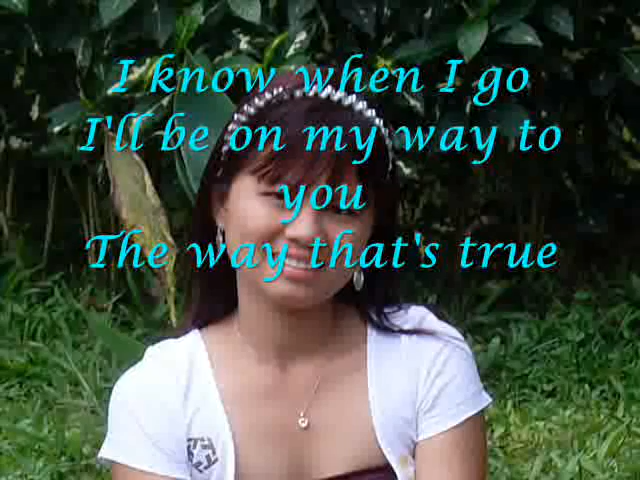 I know when I go
I'll be on my way to
you
The way that's true